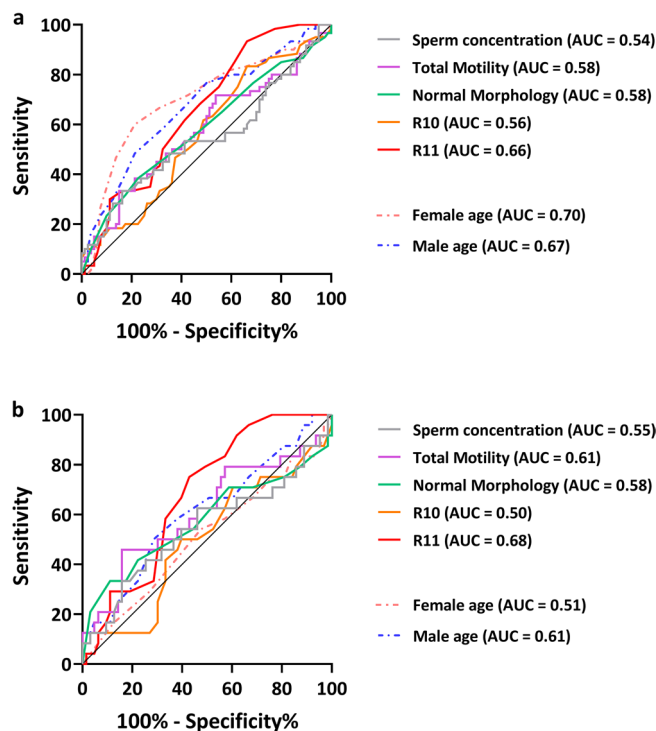 a
Sensitivity
100
80
60
40
20
0
0 20 40 60 80 100
100% - Specificity%
Sperm concentration (AUC = 0.54)
Total Motility (AUC = 0.58)
Normal Morphology (AUC = 0.58)
R10 (AUC = 0.56)
R11 (AUC = 0.66)
Female age (AUC = 0.70)
Male age (AUC = 0.67)
b
Sensitivity
100
80
60
40
20
0
0 20 40 60 80 100
100% - Specificity%
Sperm concentration (AUC = 0.55)
Total Motility (AUC = 0.61)
Normal Morphology (AUC = 0.58)
R10 (AUC = 0.50)
R11 (AUC = 0.68)
Female age (AUC = 0.51)
Male age (AUC = 0.61)